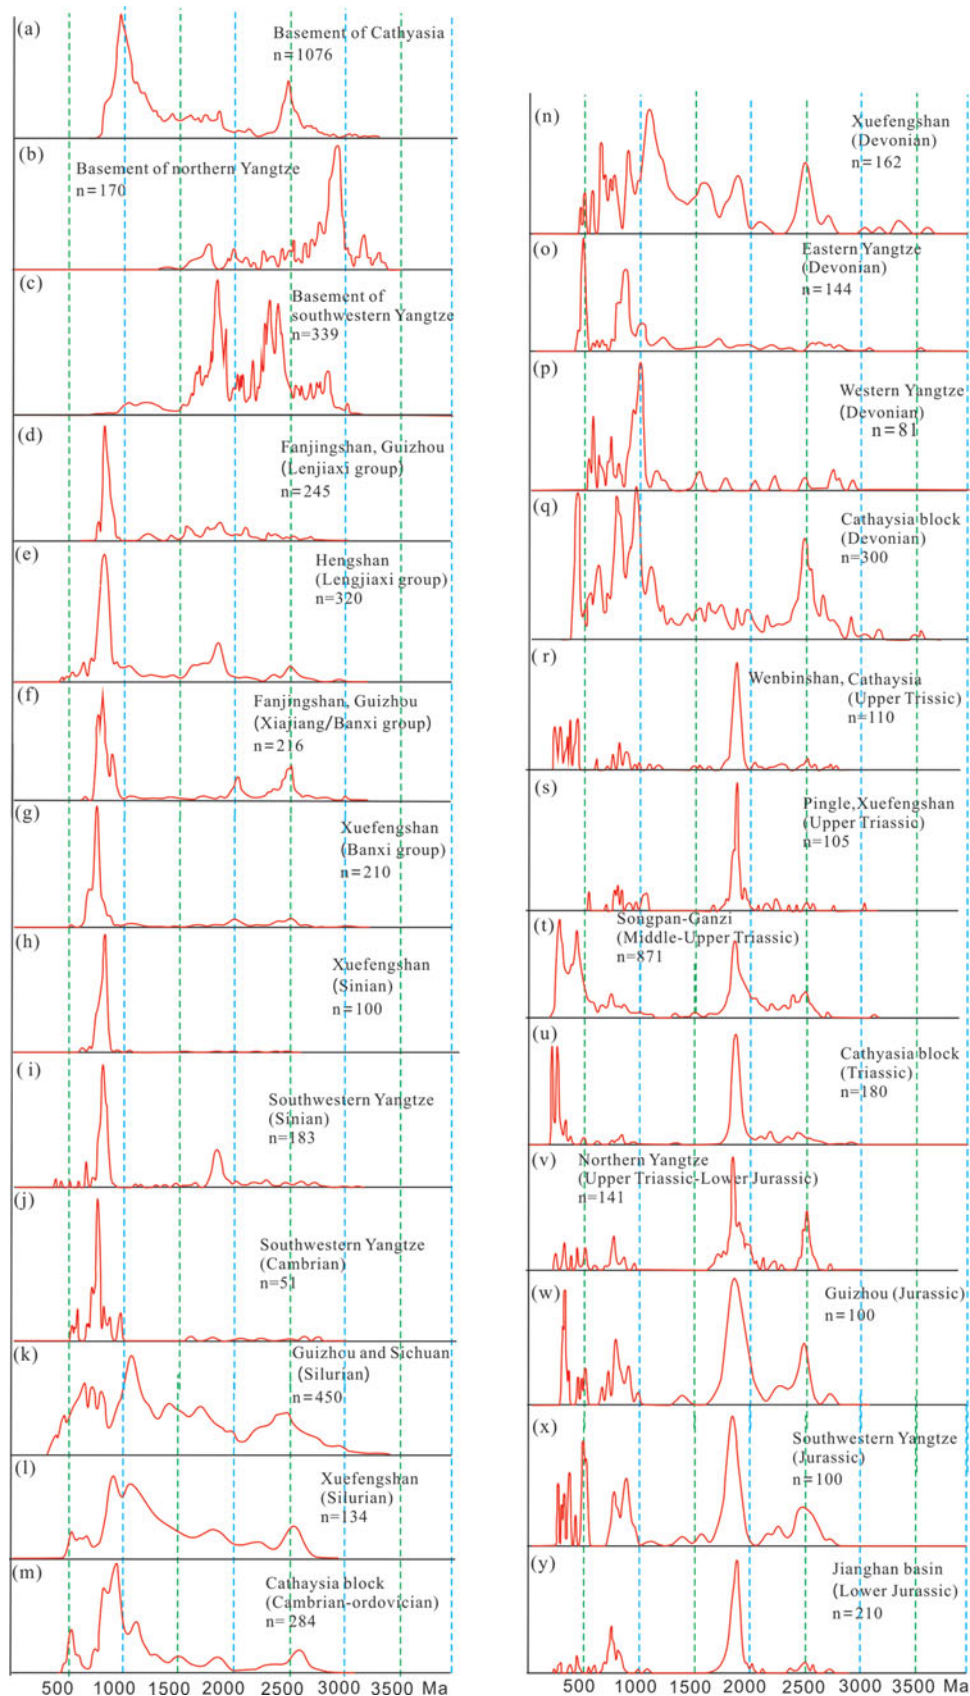 (a)
Basement of Cathyasia
n=1076
(b)
Basement of northern Yangtze
n=170
(c)
Basement of
southwestern Yangtze
n=339
(d)
Fanjingshan, Guizhou
(Lenjiaxi group)
n=245
(e)
Hengshan
(Lengjiaxi group)
n=320
(f)
Fanjingshan, Guizhou
(Xiajiang/Banxi group)
n=216
(g)
Xuefengshan
(Banxi group)
n=210
(h)
Xuefengshan
(Sinian)
n=100
(i)
Southwestern Yangtze
(Sinian)
n=183
(j)
Southwestern Yangtze
(Cambrian)
n=51
(k)
Guizhou and Sichuan
(Silurian)
n=450
(l)
Xuefengshan
(Silurian)
n=134
(m)
Cathaysia block
(Cambrian-ordovician)
n=284
500 1000 1500 2000 2500 3000 3500 Ma
(n)
Xuefengshan
(Devonian)
n=162
(o)
Eastern Yangtze
(Devonian)
n=144
(p)
Western Yangtze
(Devonian)
n=81
(q)
Cathaysia block
(Devonian)
n=300
(r)
Wenbinshan, Cathaysia
(Upper Trissic)
n=110
(s)
Pingle,Xuefengshan
(Upper Triassic)
n=105
(t)
Songpan-Ganzi
(Middle-Upper Triassic)
n=871
(u)
Cathyasia block
(Triassic)
n=180
(v)
Northern Yangtze
(Upper Triassic-Lower Jurassic)
n=141
(w)
Guizhou (Jurassic)
n=100
(x)
Southwestern Yangtze
(Jurassic)
n=100
(y)
Jianghan basin
(Lower Jurassic)
n=210
500 1000 1500 2000 2500 3000 3500 Ma